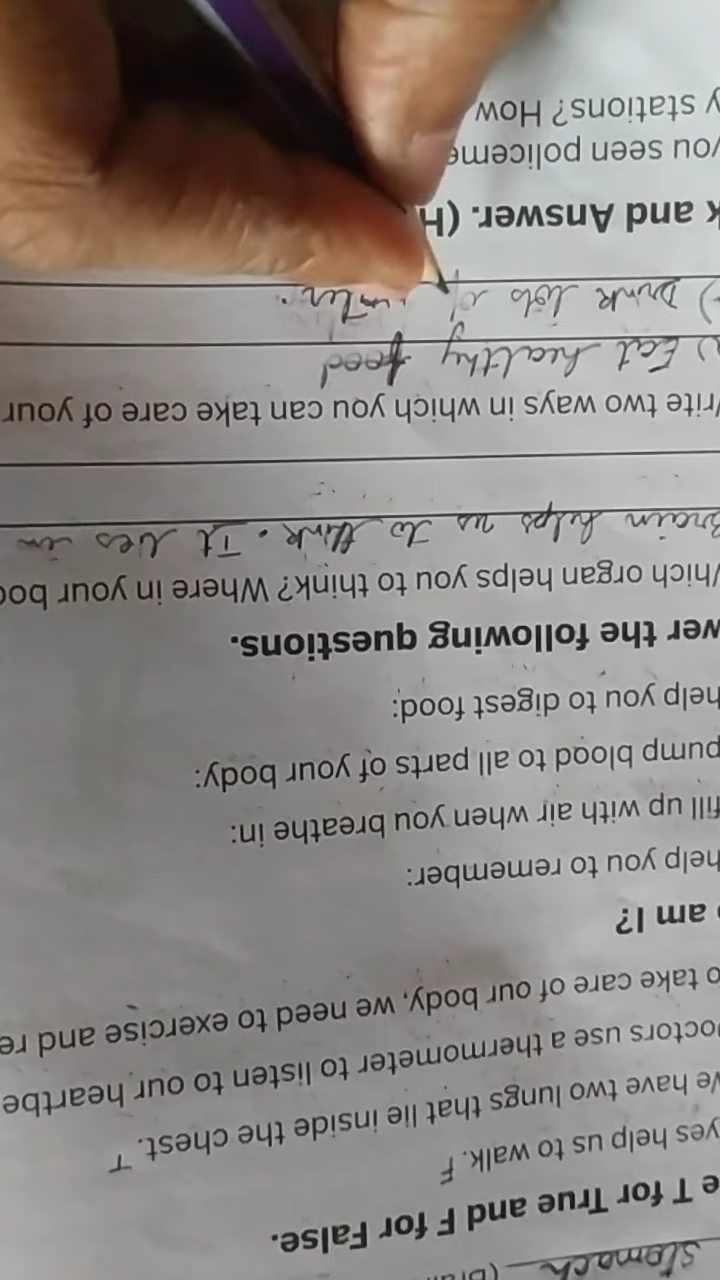 stomach
e T for True and F for False.
yes help us to walk. F
We have two lungs that lie inside the chest. T
octors use a thermometer to listen to our heartbe
o take care of our body, we need to exercise and re
am I?
help you to remember:
fill up with air when you breathe in:
pump blood to all parts of your body:
help you to digest food:
wer the following questions.
Which organ helps you to think? Where in your bod
Brain helps us to think. It lies in
Write two ways in which you can take care of your
) Eat healthy food
) Drink lots of water.
k and Answer. (H
ou seen policeme
y stations? How